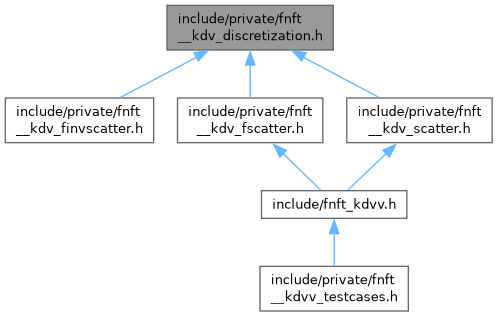 include/private/fnft
__kdv_discretization.h
include/private/fnft
__kdv_finvscatter.h
include/private/fnft
__kdv_fscatter.h
include/private/fnft
__kdv_scatter.h
include/fnft_kdvv.h
include/private/fnft
__kdvv_testcases.h